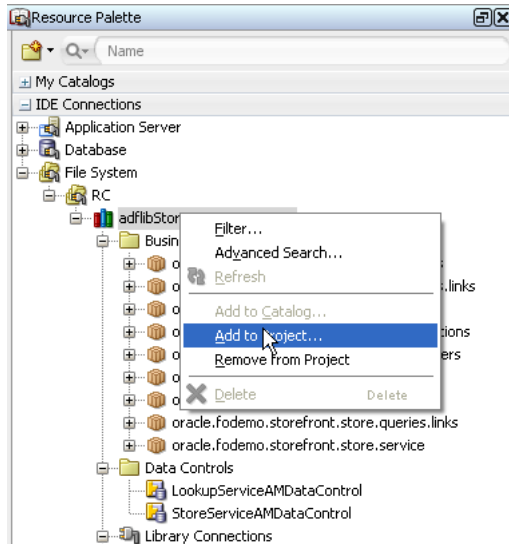 Resource Palette
Name
My Catalogs
IDE Connections
Application Server
Database
File System
RC
adflibStor
Busin
Filter...
Advanced Search...
Refresh
.links
Add to Catalog...
Add to Project...
tions
Remove from Project
ers
Delete Delete
oracle.fodemo.storefront.store.queries.links
oracle.fodemo.storefront.store.service
Data Controls
LookupServiceAMDataControl
StoreServiceAMDataControl
Library Connections